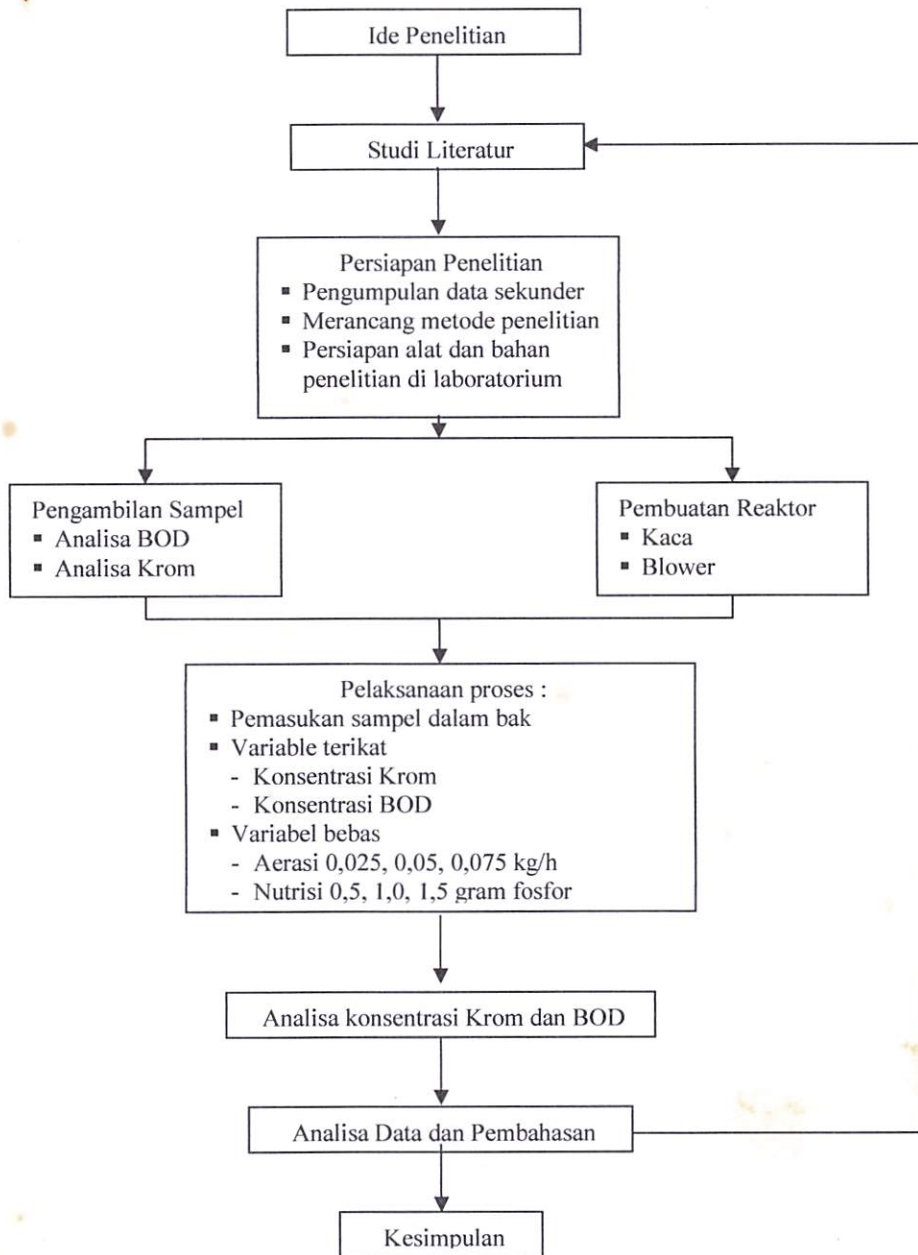 Ide Penelitian
Studi Literatur
Persiapan Penelitian
▪ Pengumpulan data sekunder
▪ Merancang metode penelitian
▪ Persiapan alat dan bahan
penelitian di laboratorium
Pengambilan Sampel
▪ Analisa BOD
▪ Analisa Krom
Pembuatan Reaktor
▪ Kaca
▪ Blower
Pelaksanaan proses :
▪ Pemasukan sampel dalam bak
▪ Variable terikat
- Konsentrasi Krom
- Konsentrasi BOD
▪ Variabel bebas
- Aerasi 0,025, 0,05, 0,075 kg/h
- Nutrisi 0,5, 1,0, 1,5 gram fosfor
Analisa konsentrasi Krom dan BOD
Analisa Data dan Pembahasan
Kesimpulan